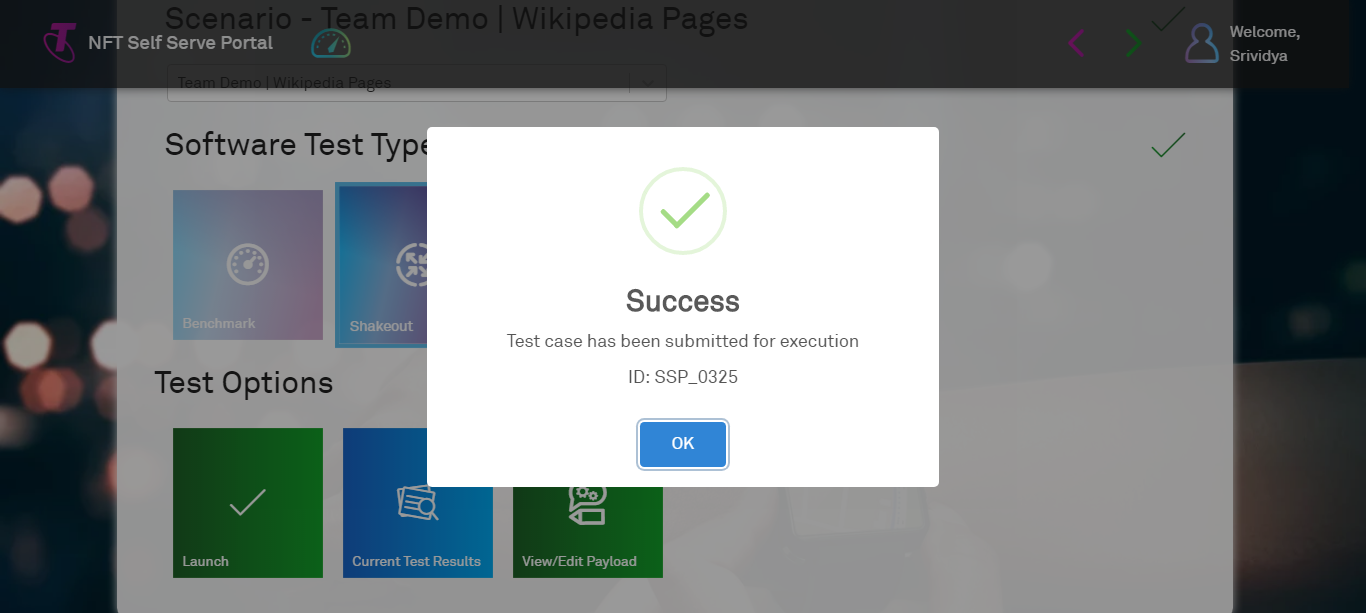 Scenario - Team Demo | Wikipedia Pages
NFT Self Serve Portal
Welcome,
Srividya
Team Demo | Wikipedia Pages
Software Test Type
Benchmark
Shakeout
Success
Test case has been submitted for execution
ID: SSP_0325
OK
Test Options
Launch
Current Test Results
View/Edit Payload